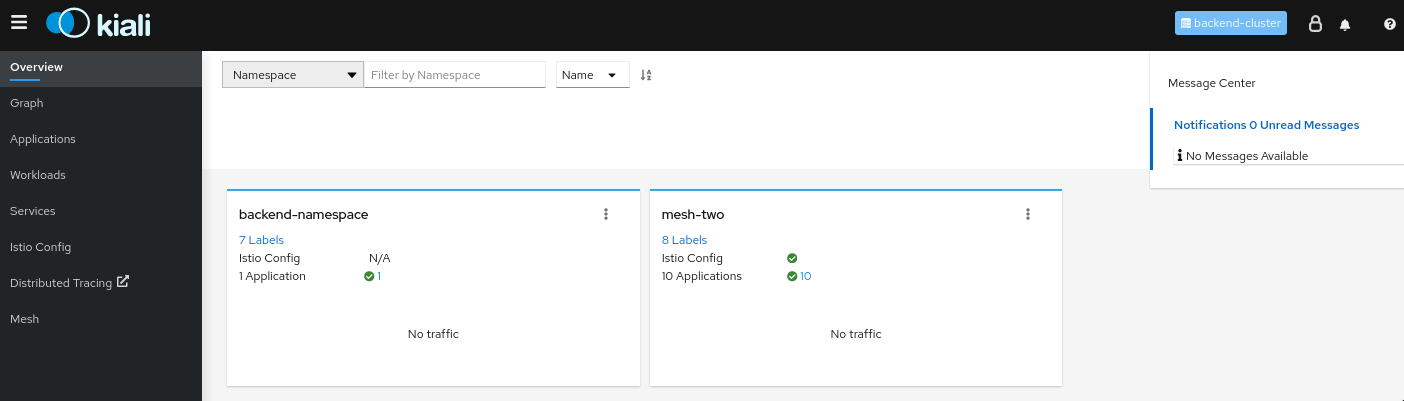 kiali
backend-cluster
Overview
Graph
Applications
Workloads
Services
Istio Config
Distributed Tracing
Mesh
Namespace
Filter by Namespace
Name
Message Center
Notifications 0 Unread Messages
No Messages Available
backend-namespace
7 Labels
Istio Config N/A
1 Application 1
No traffic
mesh-two
8 Labels
Istio Config
10 Applications 10
No traffic